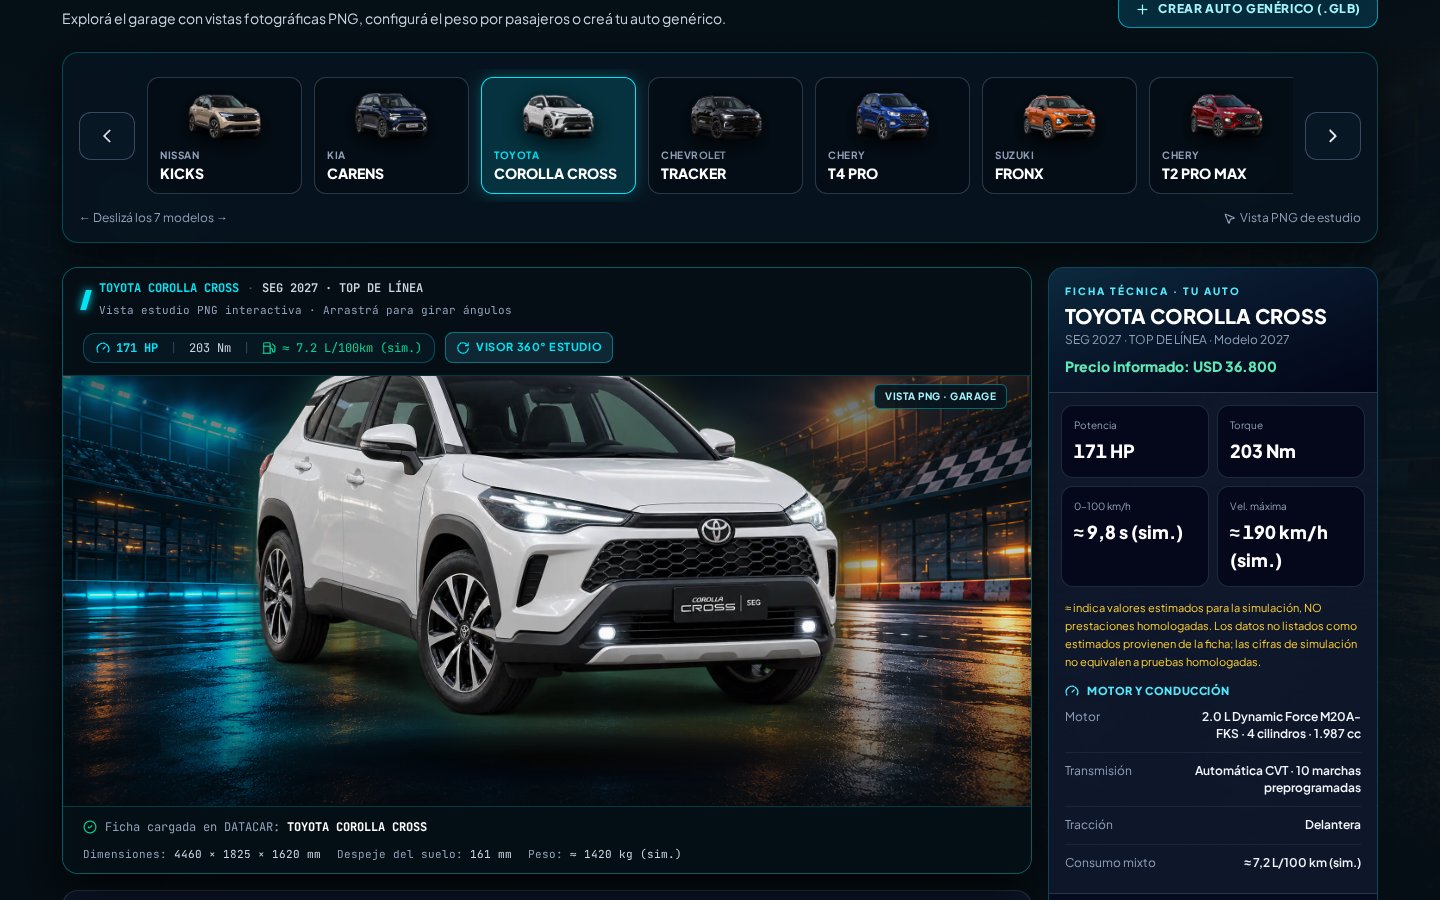 Explorá el garage con vistas fotográficas PNG, configurá el peso por pasajeros o creá tu auto genérico.
+ CREAR AUTO GENÉRICO (.GLB)
NISSAN
KICKS
KIA
CARENS
TOYOTA
COROLLA CROSS
CHEVROLET
TRACKER
CHERY
T4 PRO
SUZUKI
FRONX
CHERY
T2 PRO MAX
← Deslizá los 7 modelos →
Vista PNG de estudio
TOYOTA COROLLA CROSS · SEG 2027 · TOP DE LÍNEA
Vista estudio PNG interactiva · Arrastrá para girar ángulos
171 HP | 203 Nm | ≈ 7.2 L/100km (sim.)
VISOR 360° ESTUDIO
VISTA PNG · GARAGE
COROLLA
CROSS | SEG
Ficha cargada en DATACAR: TOYOTA COROLLA CROSS
Dimensiones: 4460 × 1825 × 1620 mm Despeje del suelo: 161 mm Peso: ≈ 1420 kg (sim.)
FICHA TÉCNICA · TU AUTO
TOYOTA COROLLA CROSS
SEG 2027 · TOP DE LÍNEA · Modelo 2027
Precio informado: USD 36.800
Potencia
171 HP
Torque
203 Nm
0–100 km/h
≈ 9,8 s (sim.)
Vel. máxima
≈ 190 km/h
(sim.)
≈ indica valores estimados para la simulación, NO
prestaciones homologadas. Los datos no listados como
estimados provienen de la ficha; las cifras de simulación
no equivalen a pruebas homologadas.
MOTOR Y CONDUCCIÓN
Motor
2.0 L Dynamic Force M20A-
FKS · 4 cilindros · 1.987 cc
Transmisión
Automática CVT · 10 marchas
preprogramadas
Tracción
Delantera
Consumo mixto
≈ 7,2 L/100 km (sim.)